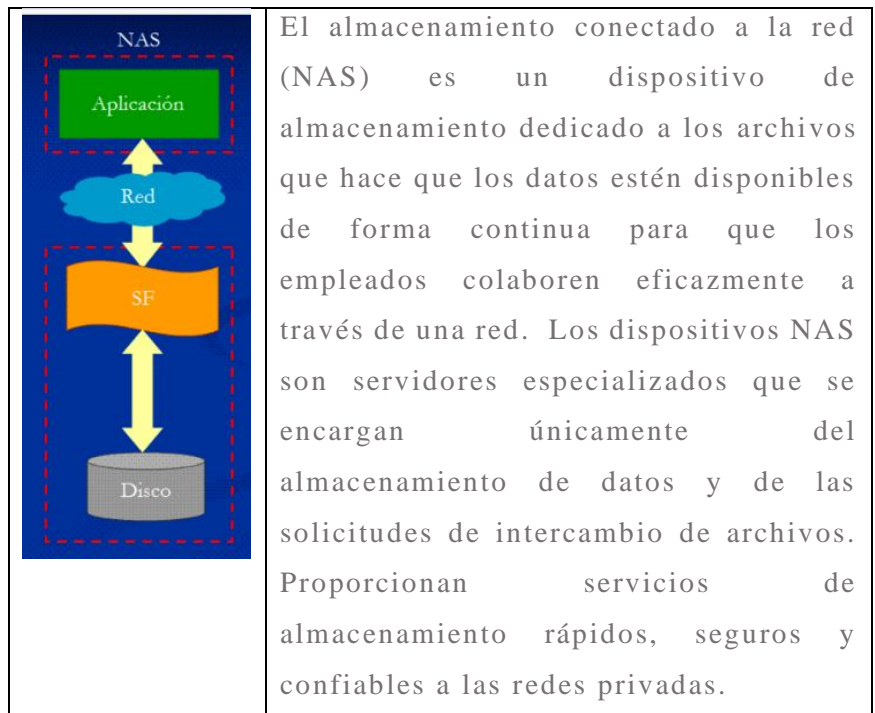 NAS
Aplicación
Red
SF
Disco
El almacenamiento conectado a la red
(NAS) es un dispositivo de
almacenamiento dedicado a los archivos
que hace que los datos estén disponibles
de forma continua para que los
empleados colaboren eficazmente a
través de una red. Los dispositivos NAS
son servidores especializados que se
encargan únicamente del
almacenamiento de datos y de las
solicitudes de intercambio de archivos.
Proporcionan servicios de
almacenamiento rápidos, seguros y
confiables a las redes privadas.